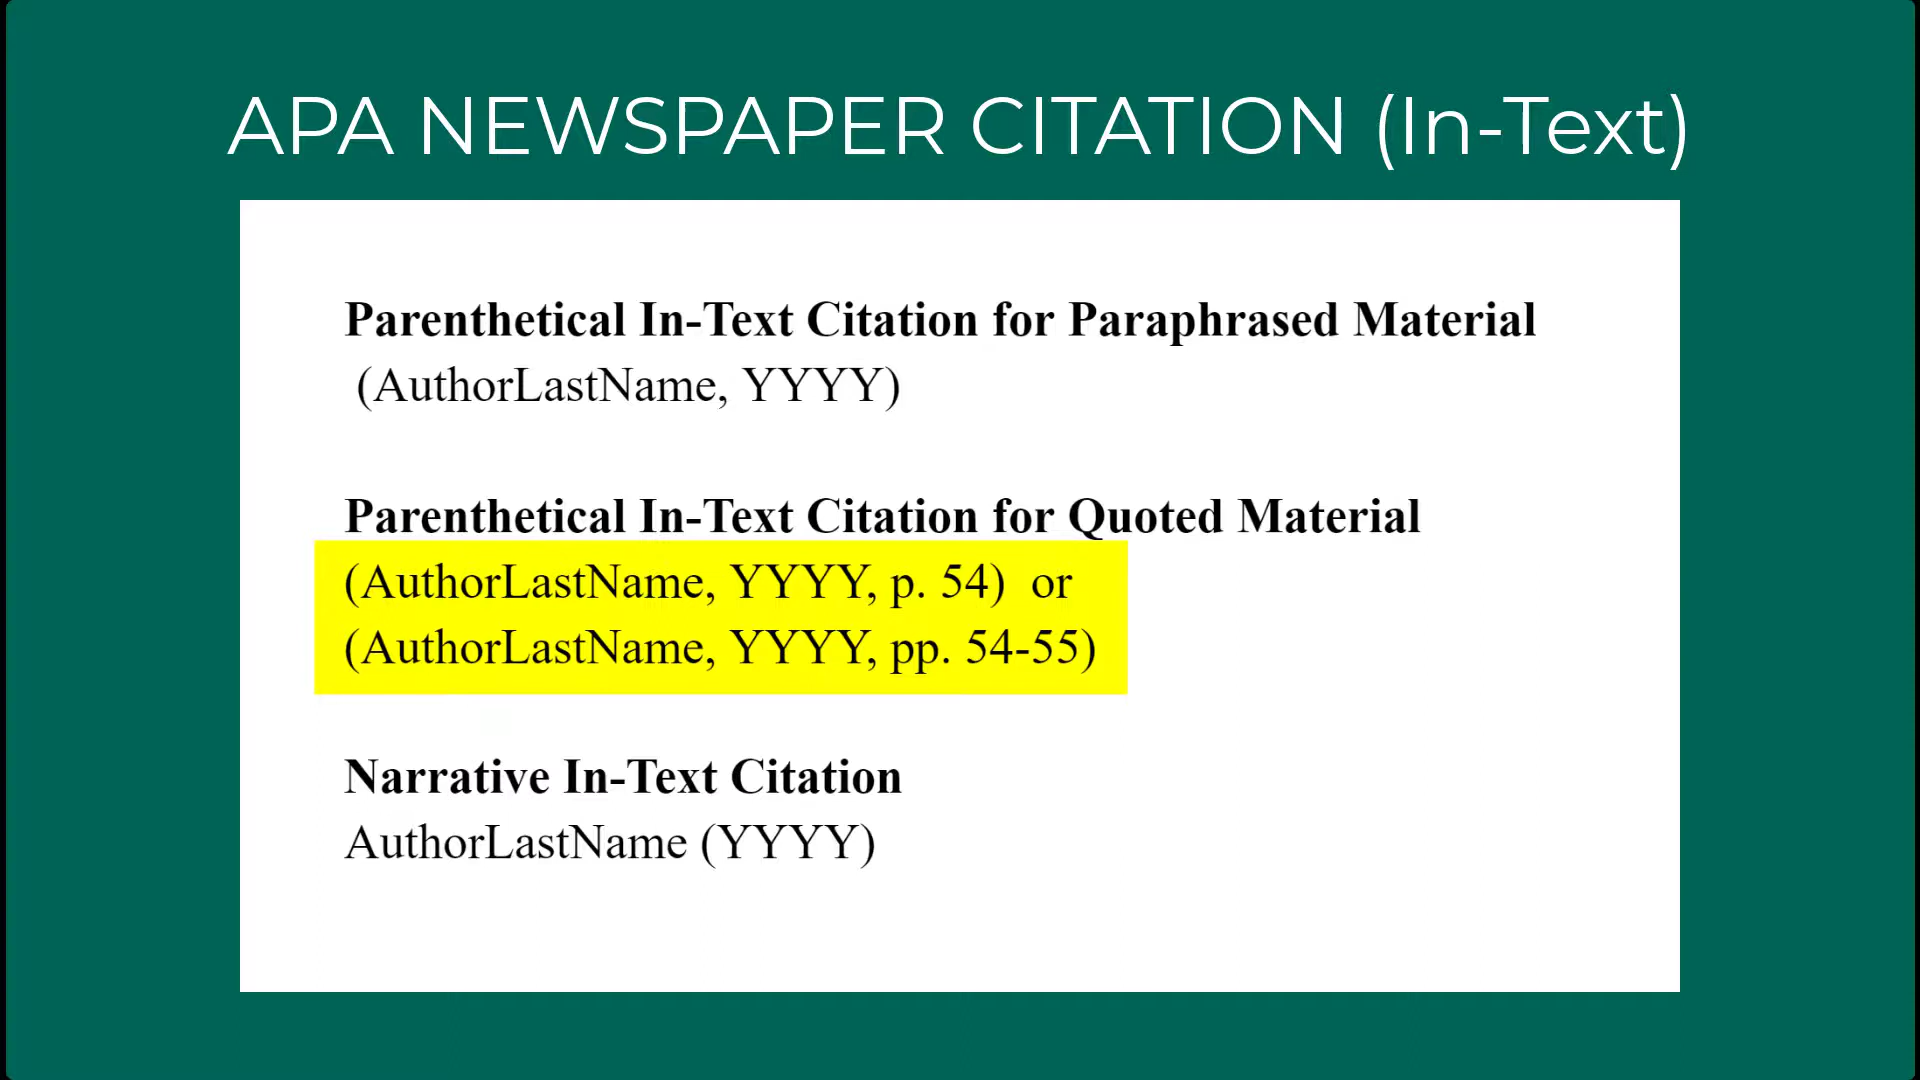 APA NEWSPAPER CITATION (In-Text)
Parenthetical In-Text Citation for Paraphrased Material
(AuthorLastName, YYYY)
Parenthetical In-Text Citation for Quoted Material
(AuthorLastName, YYYY, p. 54)  or
(AuthorLastName, YYYY, pp. 54-55)
Narrative In-Text Citation
AuthorLastName (YYYY)